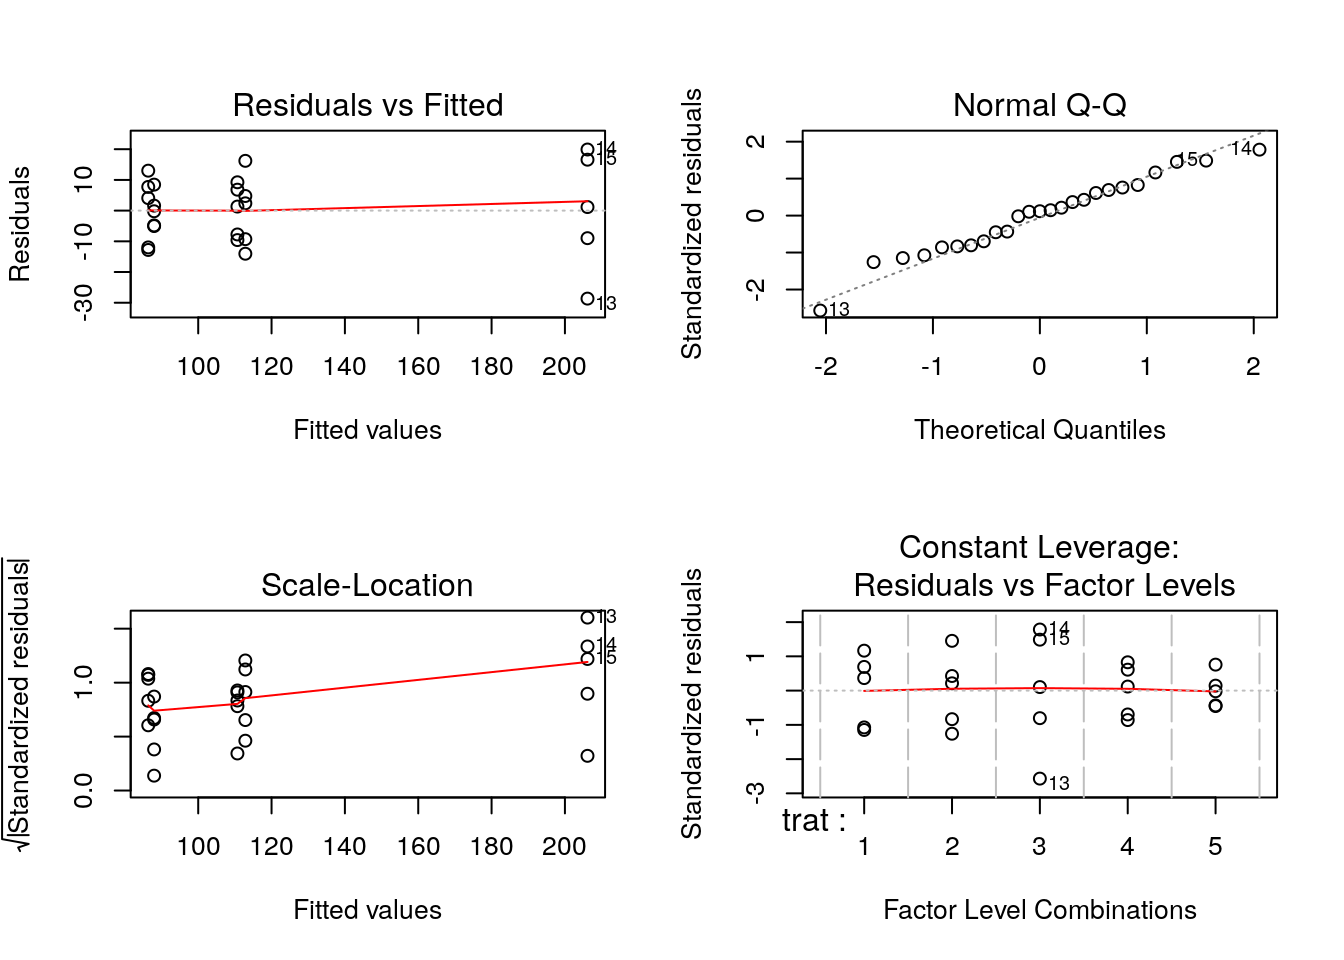 Residuals vs Fitted
Residuals
10
-10
-30
14
15
13
100 120 140 160 180 200
Fitted values
Normal Q-Q
Standardized residuals
2
0
-2
15
14
13
-2 -1 0 1 2
Theoretical Quantiles
Scale-Location
√|Standardized residuals|
1.0
0.0
13
14
15
100 120 140 160 180 200
Fitted values
Constant Leverage:
Residuals vs Factor Levels
Standardized residuals
1
-1
-3
14
15
13
trat :
1 2 3 4 5
Factor Level Combinations